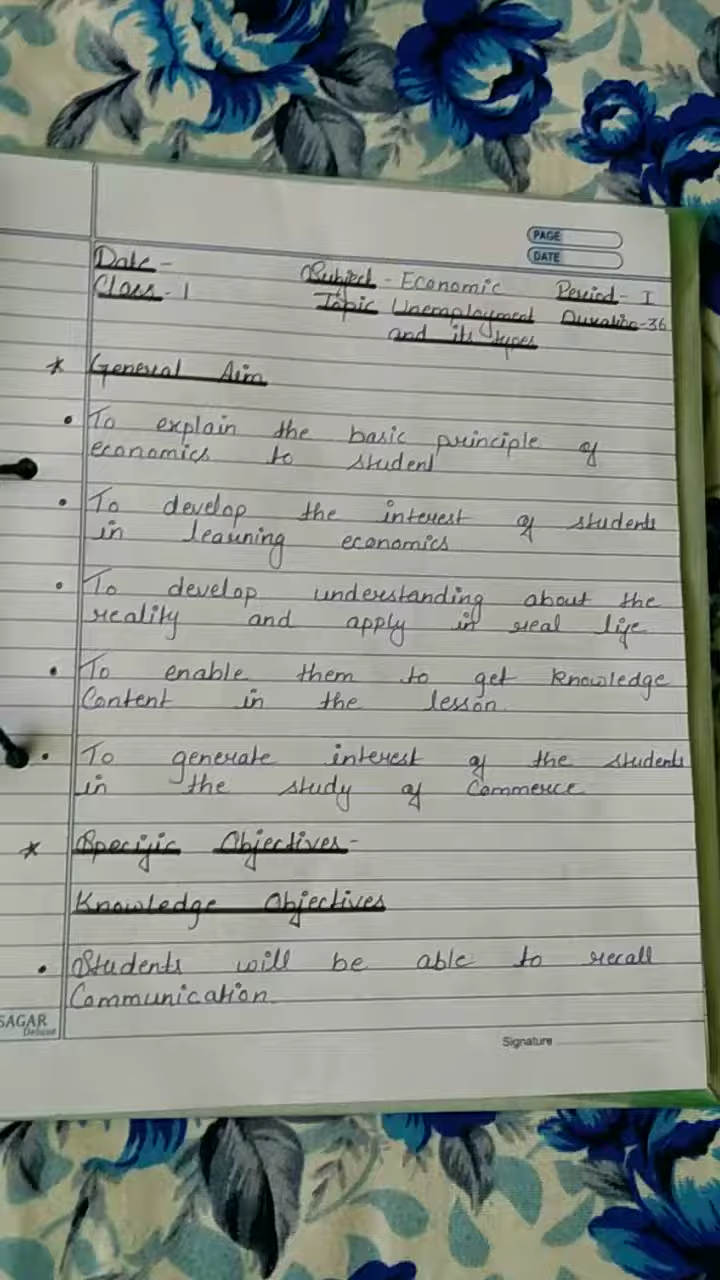 PAGE
DATE
Date -
Subject - Economic Period - I
Class - 1
Topic Unemployment Duration - 36
and its types
* General Aim
• To explain the basic principle of
economics to student
• To develop the interest of students
in learning economics
• To develop understanding about the
reality and apply in real life
• To enable them to get knowledge
Content in the lesson
• To generate interest of the students
in the study of Commerce
* Specific Objectives -
Knowledge Objectives
• Students will be able to recall
Communication
SAGAR
Deluxe
Signature